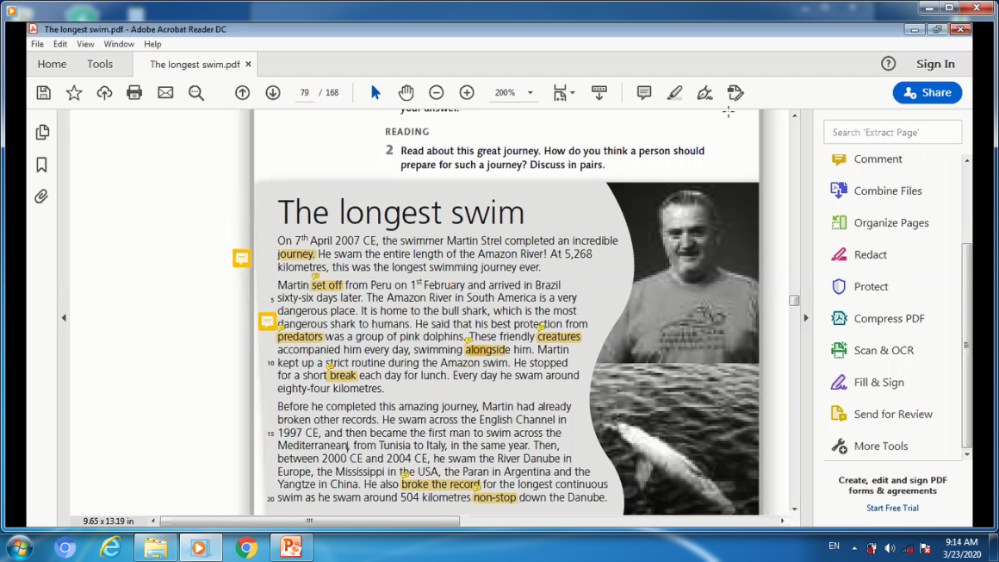 The longest swim.pdf - Adobe Acrobat Reader DC
File Edit View Window Help
Home Tools The longest swim.pdf × Sign In
79 / 168 200% Share
your answer.
READING
2 Read about this great journey. How do you think a person should
prepare for such a journey? Discuss in pairs.
The longest swim
On 7th April 2007 CE, the swimmer Martin Strel completed an incredible
journey. He swam the entire length of the Amazon River! At 5,268
kilometres, this was the longest swimming journey ever.
Martin set off from Peru on 1st February and arrived in Brazil
5 sixty-six days later. The Amazon River in South America is a very
dangerous place. It is home to the bull shark, which is the most
dangerous shark to humans. He said that his best protection from
predators was a group of pink dolphins. These friendly creatures
accompanied him every day, swimming alongside him. Martin
10 kept up a strict routine during the Amazon swim. He stopped
for a short break each day for lunch. Every day he swam around
eighty-four kilometres.
Before he completed this amazing journey, Martin had already
broken other records. He swam across the English Channel in
15 1997 CE, and then became the first man to swim across the
Mediterranean, from Tunisia to Italy, in the same year. Then,
between 2000 CE and 2004 CE, he swam the River Danube in
Europe, the Mississippi in the USA, the Paran in Argentina and the
Yangtze in China. He also broke the record for the longest continuous
20 swim as he swam around 504 kilometres non-stop down the Danube.
Search 'Extract Page'
Comment
Combine Files
Organize Pages
Redact
Protect
Compress PDF
Scan & OCR
Fill & Sign
Send for Review
More Tools
Create, edit and sign PDF
forms & agreements
Start Free Trial
9.65 x 13.19 in
EN 9:14 AM
3/23/2020